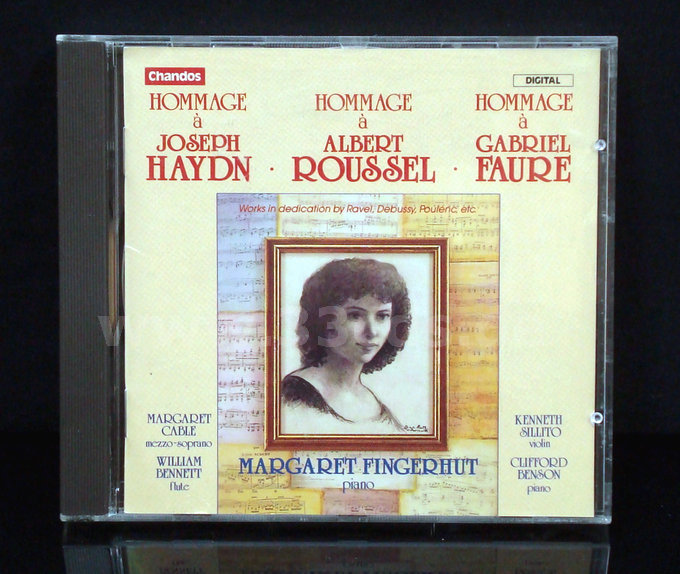 Chandos
DIGITAL
HOMMAGE
à
JOSEPH
HAYDN ·
HOMMAGE
à
ALBERT
ROUSSEL ·
HOMMAGE
à
GABRIEL
FAURE
Works in dedication by Ravel, Debussy, Poulenc, etc.
MARGARET
CABLE
mezzo-soprano
WILLIAM
BENNETT
flute
KENNETH
SILLITO
violin
CLIFFORD
BENSON
piano
MARGARET FINGERHUT
piano